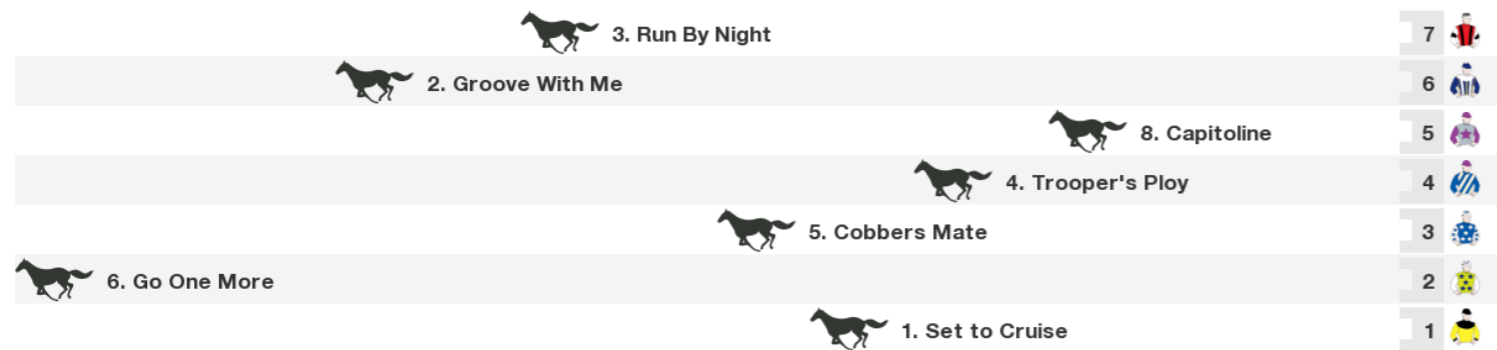 3. Run By Night 7
2. Groove With Me 6
8. Capitoline 5
4. Trooper's Ploy 4
5. Cobbers Mate 3
6. Go One More 2
1. Set to Cruise 1